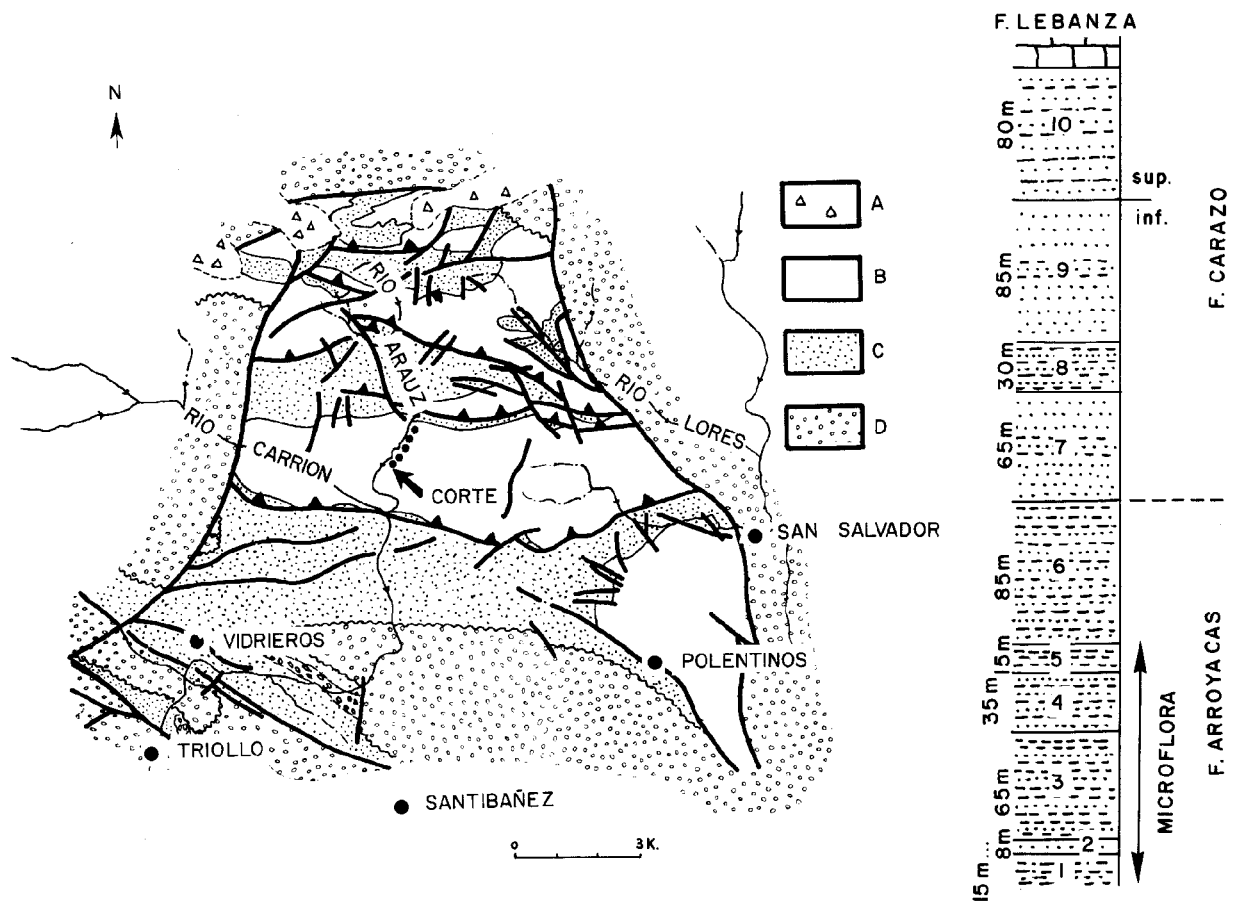 N
RIO
ARAUZ
RIO CARRION
CORTE
RIO LORES
SAN SALVADOR
VIDRIEROS
POLENTINOS
TRIOLLO
SANTIBAÑEZ
0 3K.
A
B
C
D
F. LEBANZA
80m 10
sup.
inf.
85m 9
30m 8
65m 7
85m 6
15m 5
35m 4
65m 3
8m 2
15m... 1
F. CARAZO
F. ARROYACAS
MICROFLORA